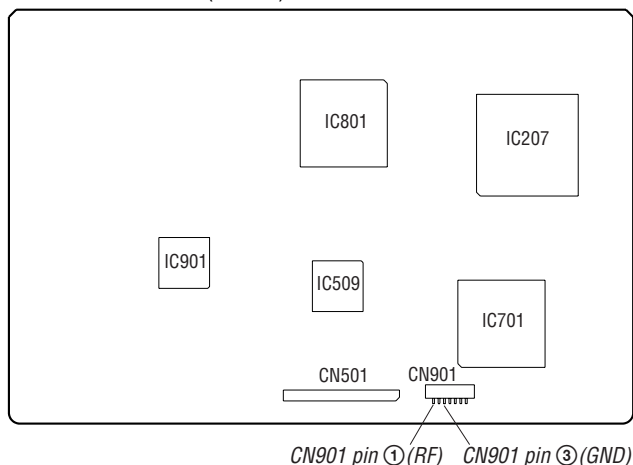 IC801
IC207
IC901
IC509
IC701
CN501
CN901
CN901 pin ① (RF)
CN901 pin ③ (GND)